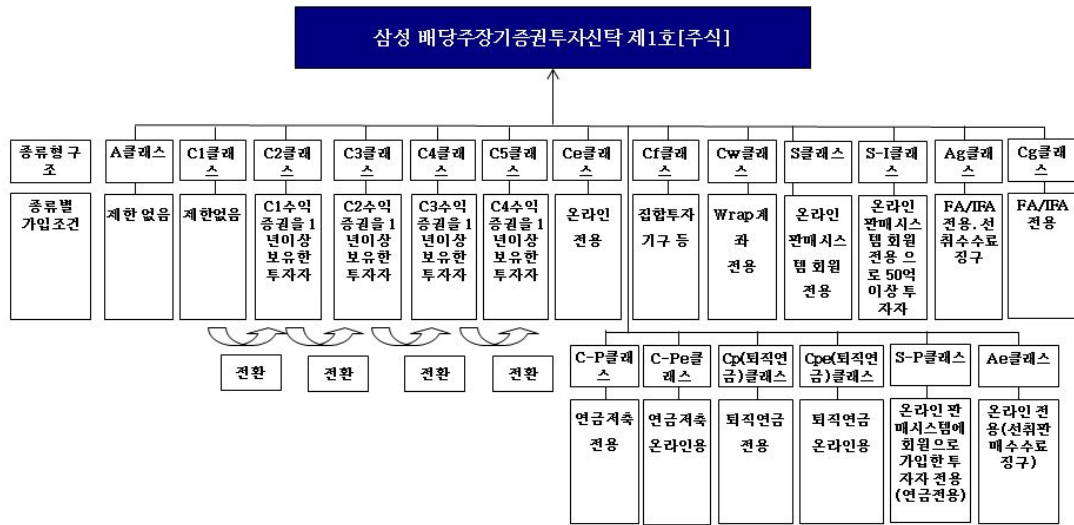 삼성 배당주장기증권투자신탁 제1호[주식]
종류형 구
조
A클래스
C1클래
스
C2클래
스
C3클래
스
C4클래
스
C5클래
스
Ce클래
스
Cf클래
스
Cw클래
스
S클래스
S-I클래
스
Ag클래
스
Cg클래
스
종류별
가입조건
제한 없음
제한없음
C1수익
증권을 1
년이상
보유한
투자자
C2수익
증권을 1
년이상
보유한
투자자
C3수익
증권을 1
년이상
보유한
투자자
C4수익
증권을 1
년이상
보유한
투자자
온라인
전용
집합투자
기구 등
Wrap 계
좌
전용
온라인
판매시스
템 회원
전용
온라인
판매시스
템 회원
전용 으
로 50억
이상 투
자자
FA/IFA
전용. 선
취수수료
징구
FA/IFA
전용
전환
전환
전환
전환
C-P클래
스
C-Pe클
래스
Cp(퇴직연
금)클래스
Cpe(퇴직연
금)클래스
S-P클래스
Ae클래스
연금저축
전용
연금저축
온라인용
퇴직연금
전용
퇴직연금
온라인용
온라인 판
매시스템에
회원으로
가입한 투
자자 전용
(연금전용)
온라인 전
용(선취판
매수수료
징구)